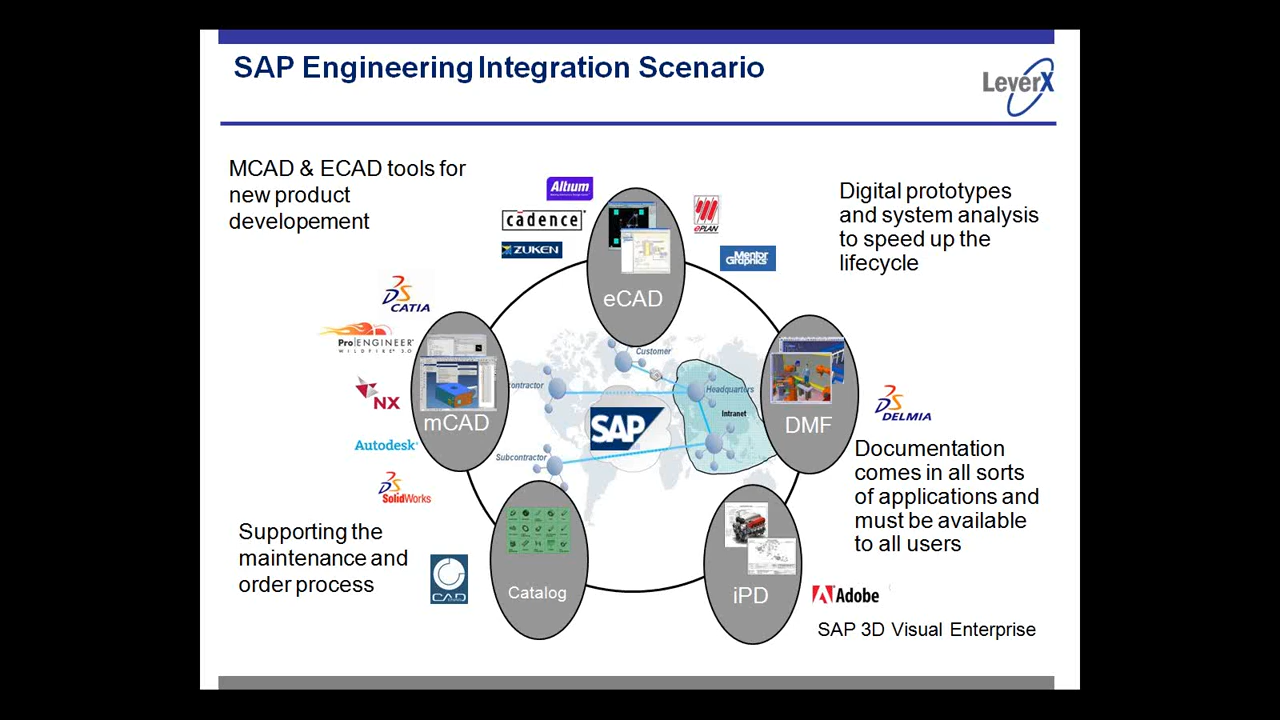 SAP Engineering Integration Scenario
LeverX
MCAD & ECAD tools for
new product
developement
Digital prototypes
and system analysis
to speed up the
lifecycle
Altium
cadence
ZUKEN
ePLAN
Mentor
Graphics
eCAD
CATIA
Pro|ENGINEER
WILDFIRE 3.0
NX
Autodesk
SolidWorks
mCAD
Customer
contractor
Headquarters
Intranet
SAP
Subcontractor
DMF
DELMIA
Documentation
comes in all sorts
of applications and
must be available
to all users
Supporting the
maintenance and
order process
CAD
Catalog
iPD
Adobe
SAP 3D Visual Enterprise